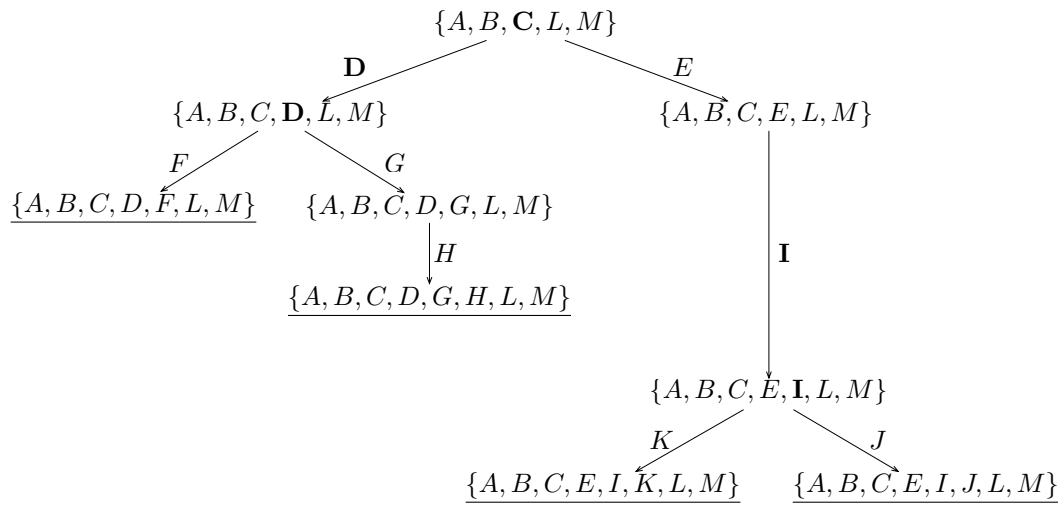 {A, B, C, L, M}
D E
{A, B, C, D, L, M} {A, B, C, E, L, M}
F G
{A, B, C, D, F, L, M} {A, B, C, D, G, L, M}
H I
{A, B, C, D, G, H, L, M}
{A, B, C, E, I, L, M}
K J
{A, B, C, E, I, K, L, M} {A, B, C, E, I, J, L, M}